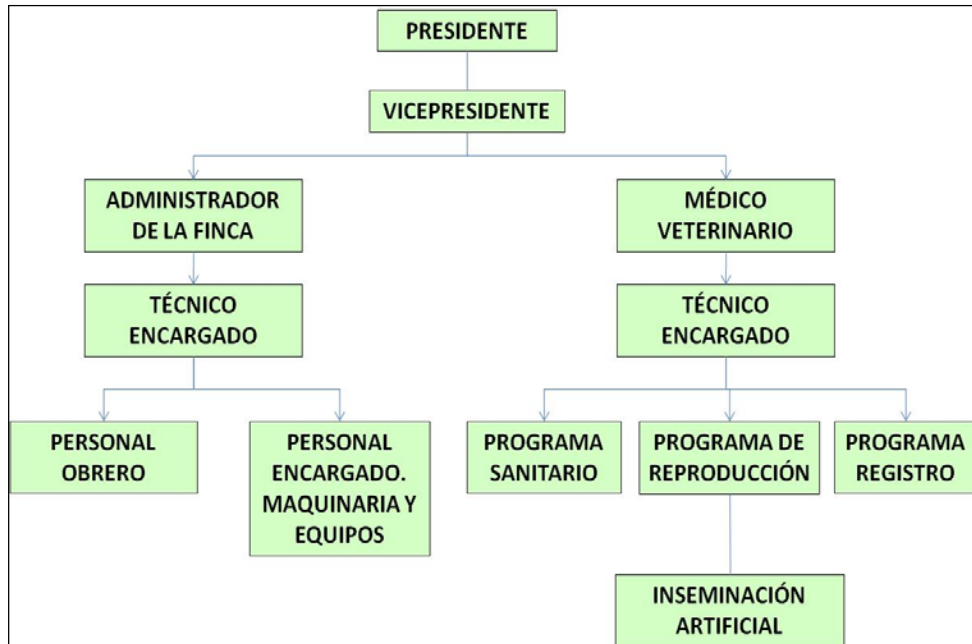 PRESIDENTE
VICEPRESIDENTE
ADMINISTRADOR
DE LA FINCA
MÉDICO
VETERINARIO
TÉCNICO
ENCARGADO
TÉCNICO
ENCARGADO
PERSONAL
OBRERO
PERSONAL
ENCARGADO.
MAQUINARIA Y
EQUIPOS
PROGRAMA
SANITARIO
PROGRAMA DE
REPRODUCCIÓN
PROGRAMA
REGISTRO
INSEMINACIÓN
ARTIFICIAL